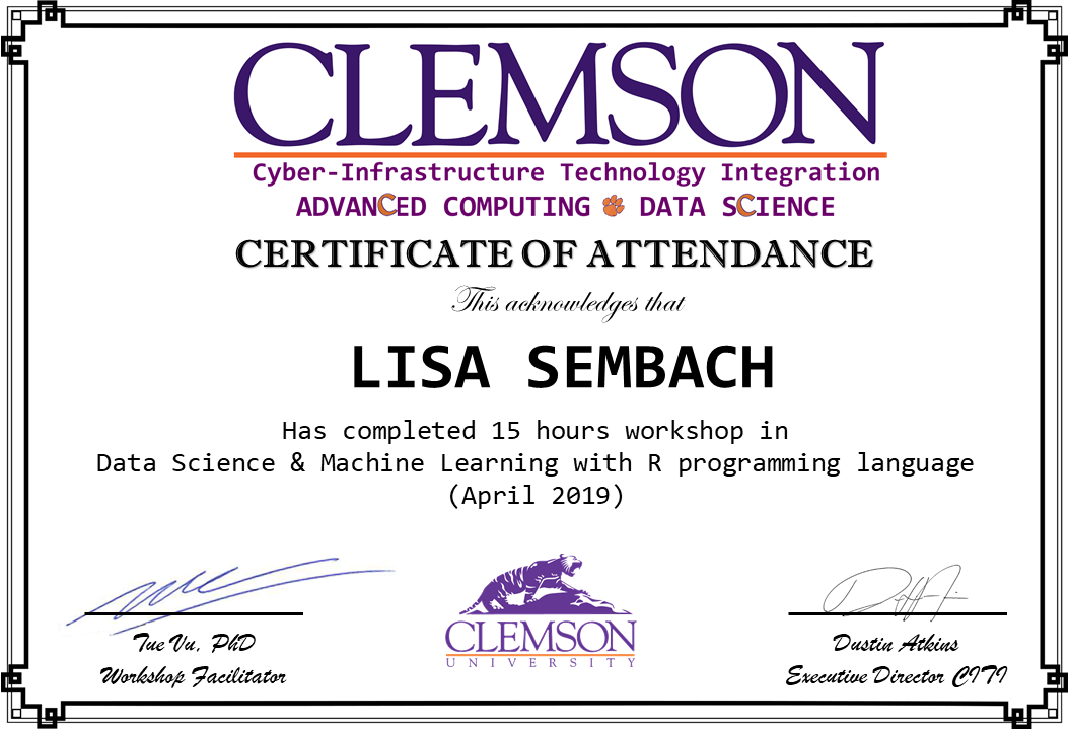 CLEMSON
Cyber-Infrastructure Technology Integration
ADVANCED COMPUTING DATA SCIENCE
CERTIFICATE OF ATTENDANCE
This acknowledges that
LISA SEMBACH
Has completed 15 hours workshop in
Data Science & Machine Learning with R programming language
(April 2019)
CLEMSON
UNIVERSITY
Tue Vu, PhD
Workshop Facilitator
Dustin Atkins
Executive Director CITI